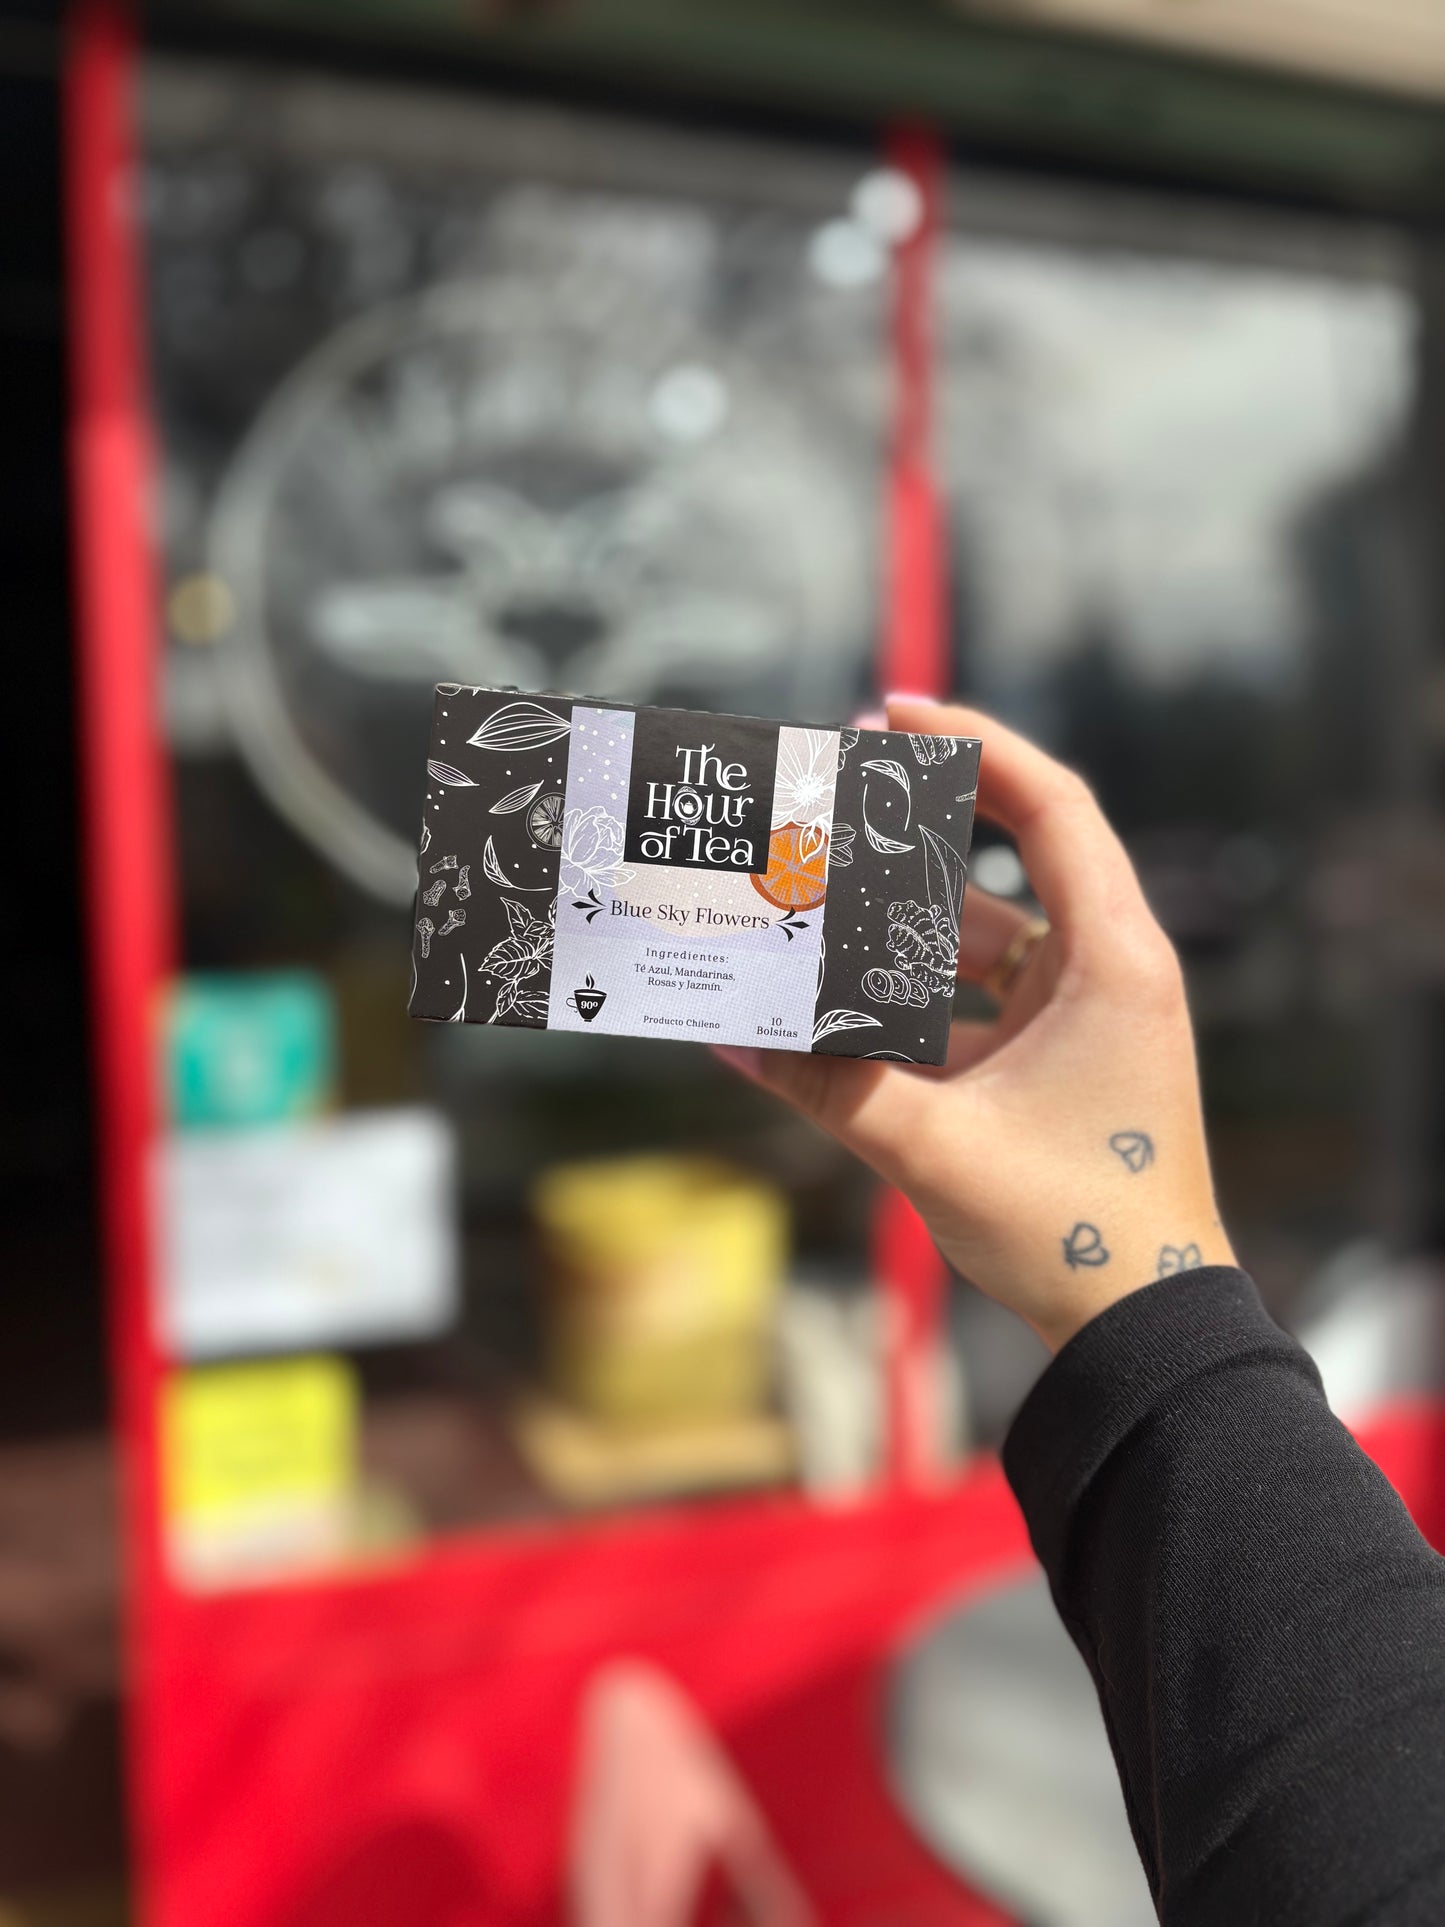 The
Hour
of Tea
Blue Sky Flowers
Ingredientes:
Té Azul, Mandarinas,
Rosas y Jazmín.
90º
Producto Chileno
10
Bolsitas